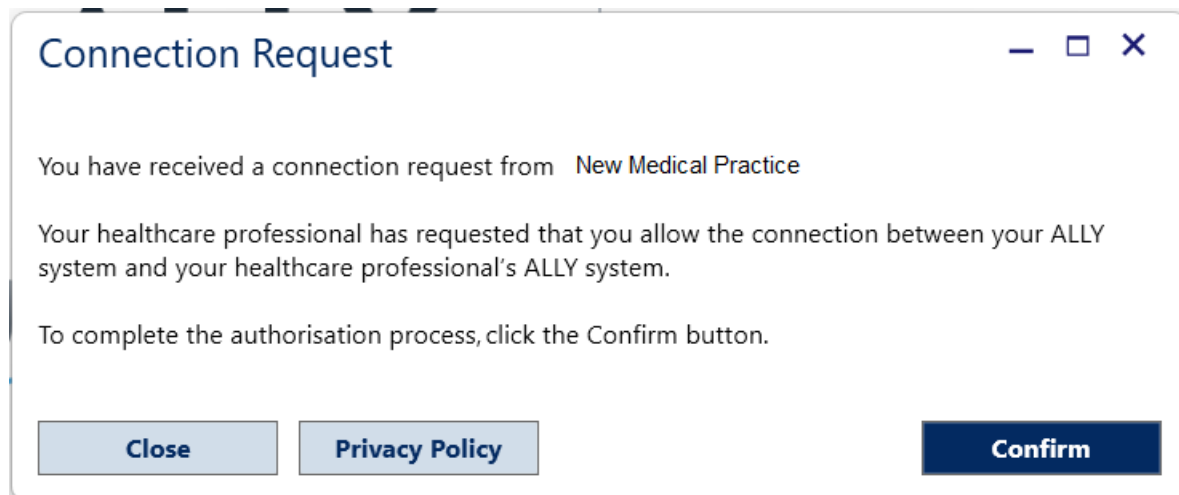 Connection Request
You have received a connection request from New Medical Practice
Your healthcare professional has requested that you allow the connection between your ALLY
system and your healthcare professional's ALLY system.
To complete the authorisation process, click the Confirm button.
Close Privacy Policy Confirm